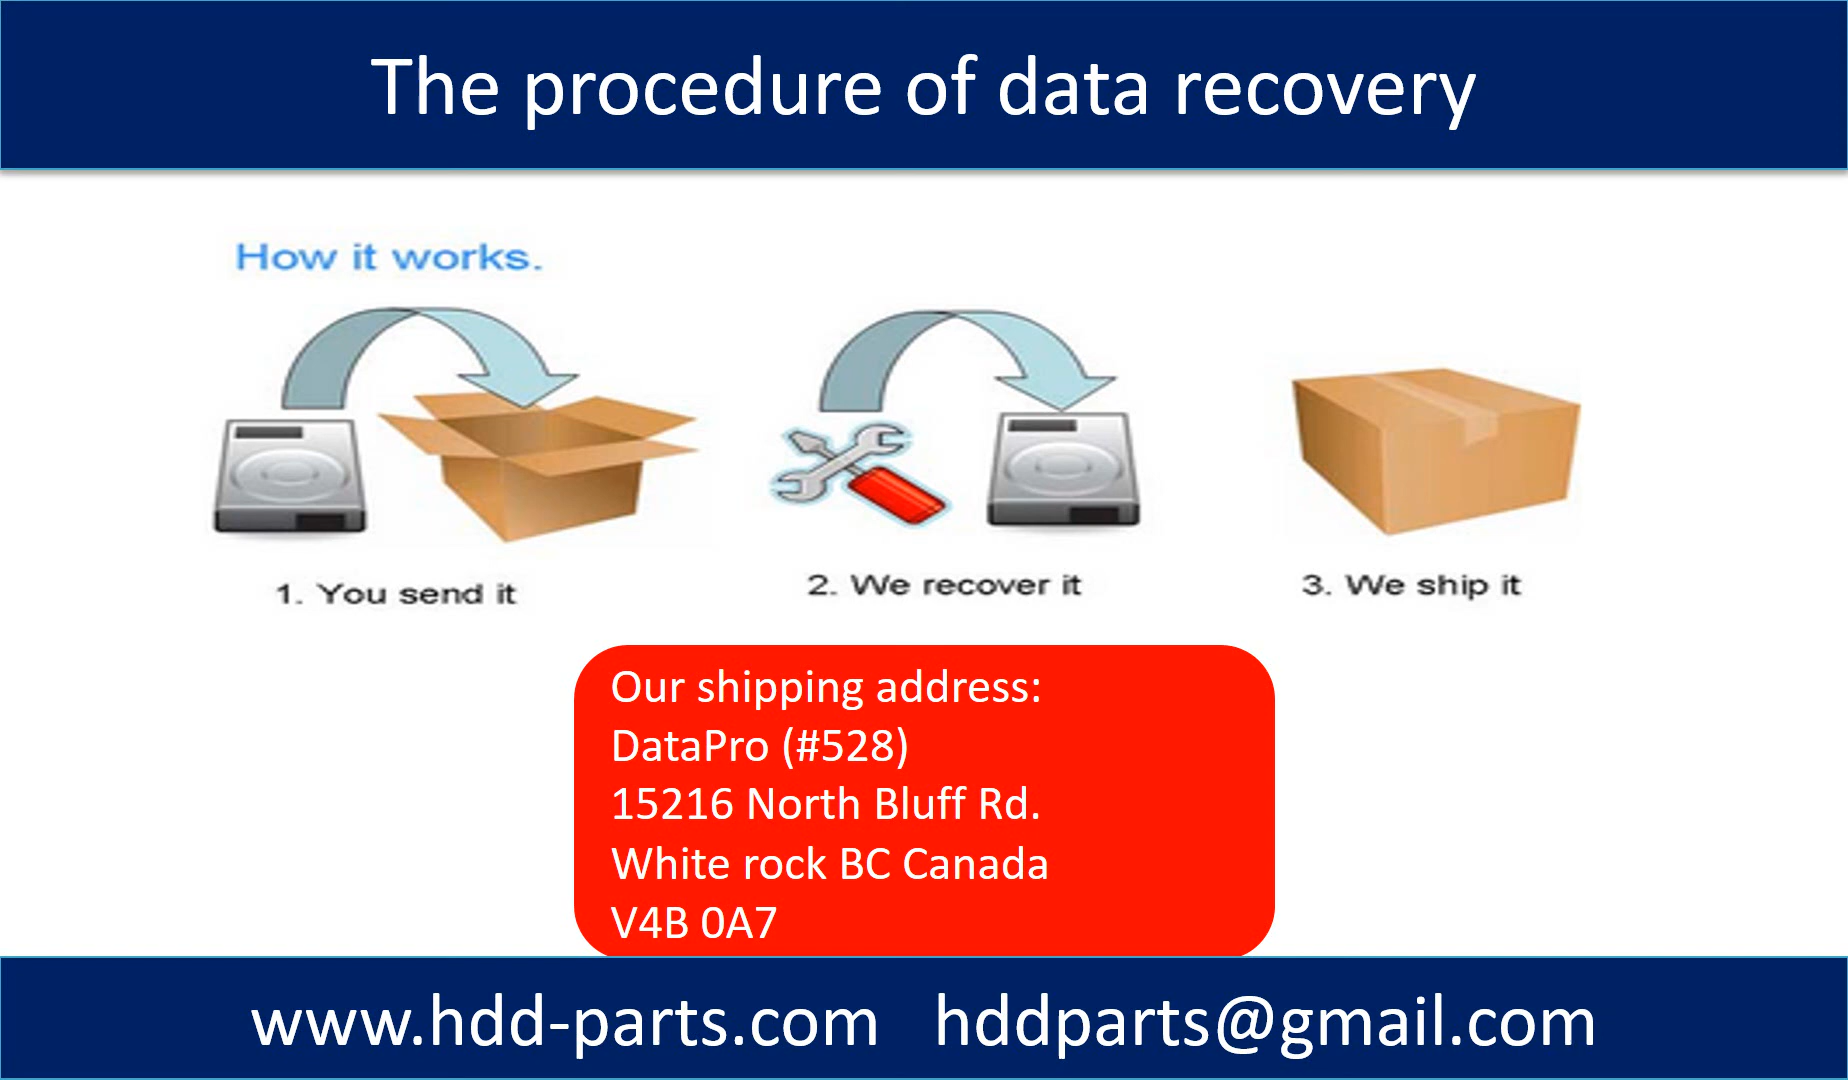 The procedure of data recovery
How it works.
1. You send it
2. We recover it
3. We ship it
Our shipping address:
DataPro (#528)
15216 North Bluff Rd.
White rock BC Canada
V4B 0A7
www.hdd-parts.com hddparts@gmail.com